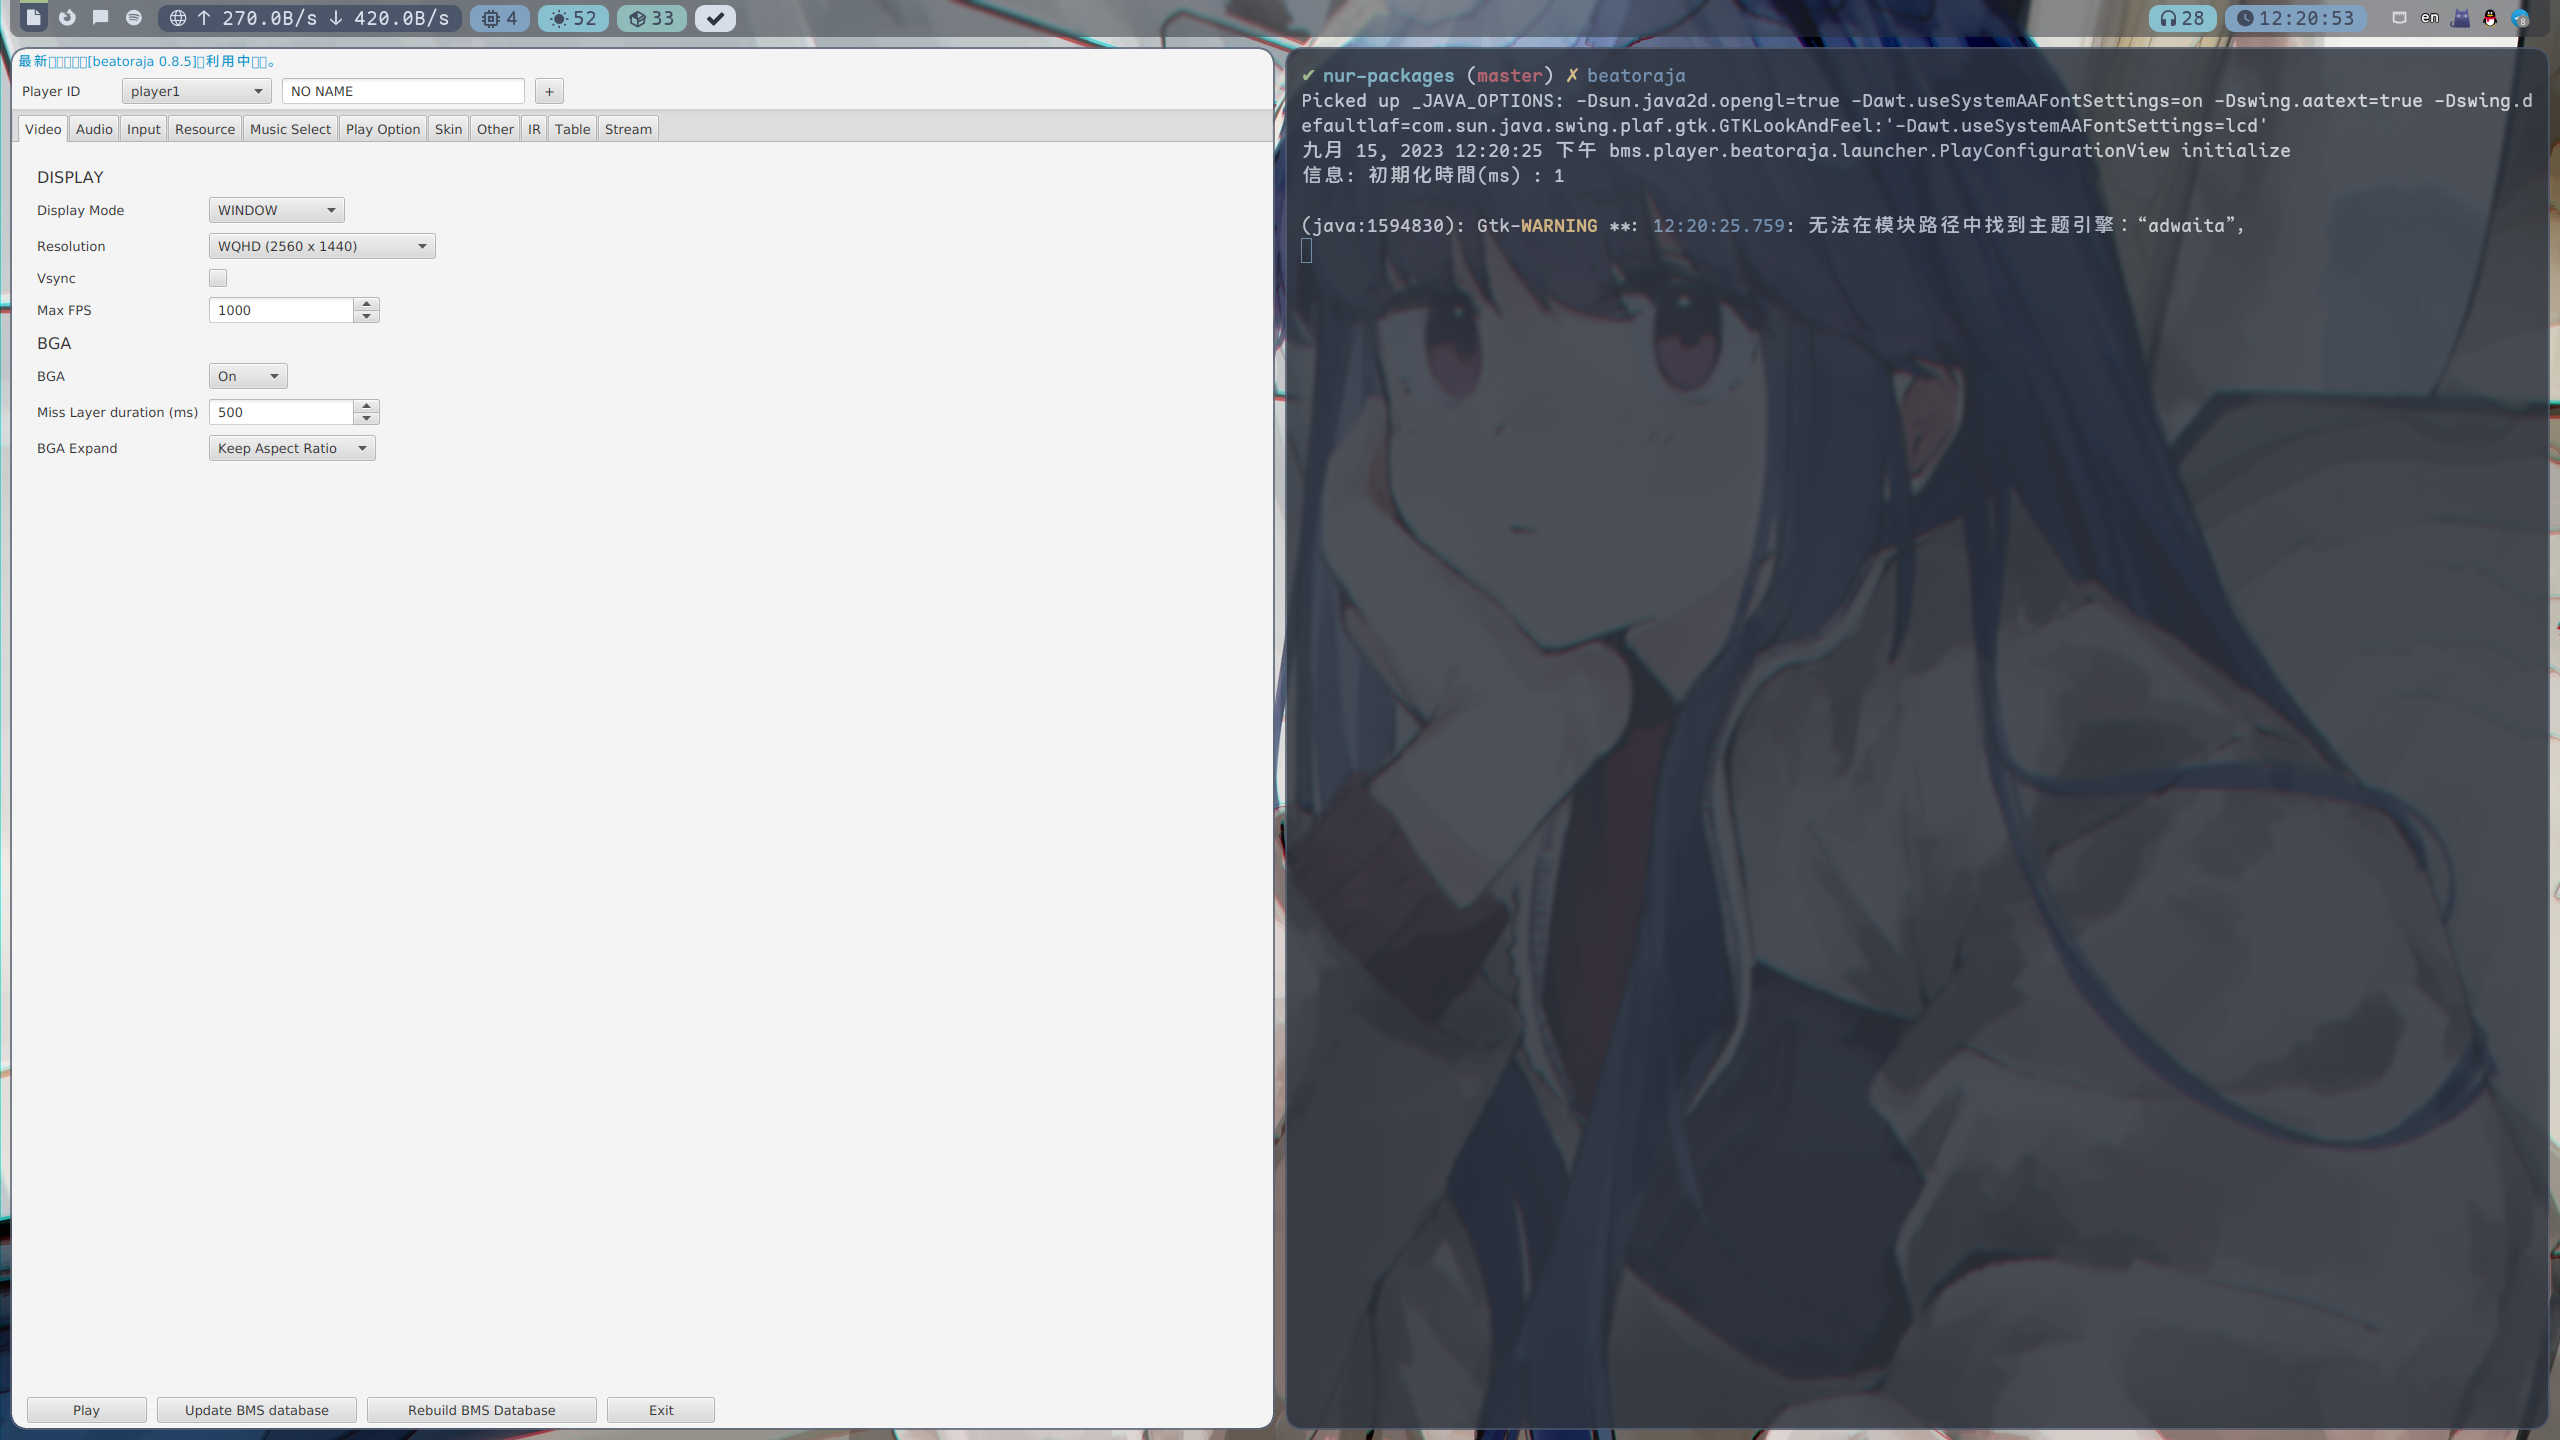 270.0B/s 420.0B/s 4 52 33
28 12:20:53 en
最新[beatoraja 0.8.5]利用中。
Player ID player1 NO NAME +
Video Audio Input Resource Music Select Play Option Skin Other IR Table Stream
DISPLAY
Display Mode WINDOW
Resolution WQHD (2560 x 1440)
Vsync
Max FPS 1000
BGA
BGA On
Miss Layer duration (ms) 500
BGA Expand Keep Aspect Ratio
Play Update BMS database Rebuild BMS Database Exit
✔ nur-packages (master) ✗ beatoraja
Picked up _JAVA_OPTIONS: -Dsun.java2d.opengl=true -Dawt.useSystemAAFontSettings=on -Dswing.aatext=true -Dswing.d
efaultlaf=com.sun.java.swing.plaf.gtk.GTKLookAndFeel:'-Dawt.useSystemAAFontSettings=lcd'
九月 15, 2023 12:20:25 下午 bms.player.beatoraja.launcher.PlayConfigurationView initialize
信息: 初期化時間(ms) : 1
(java:1594830): Gtk-WARNING **: 12:20:25.759: 无法在模块路径中找到主题引擎：“adwaita”，